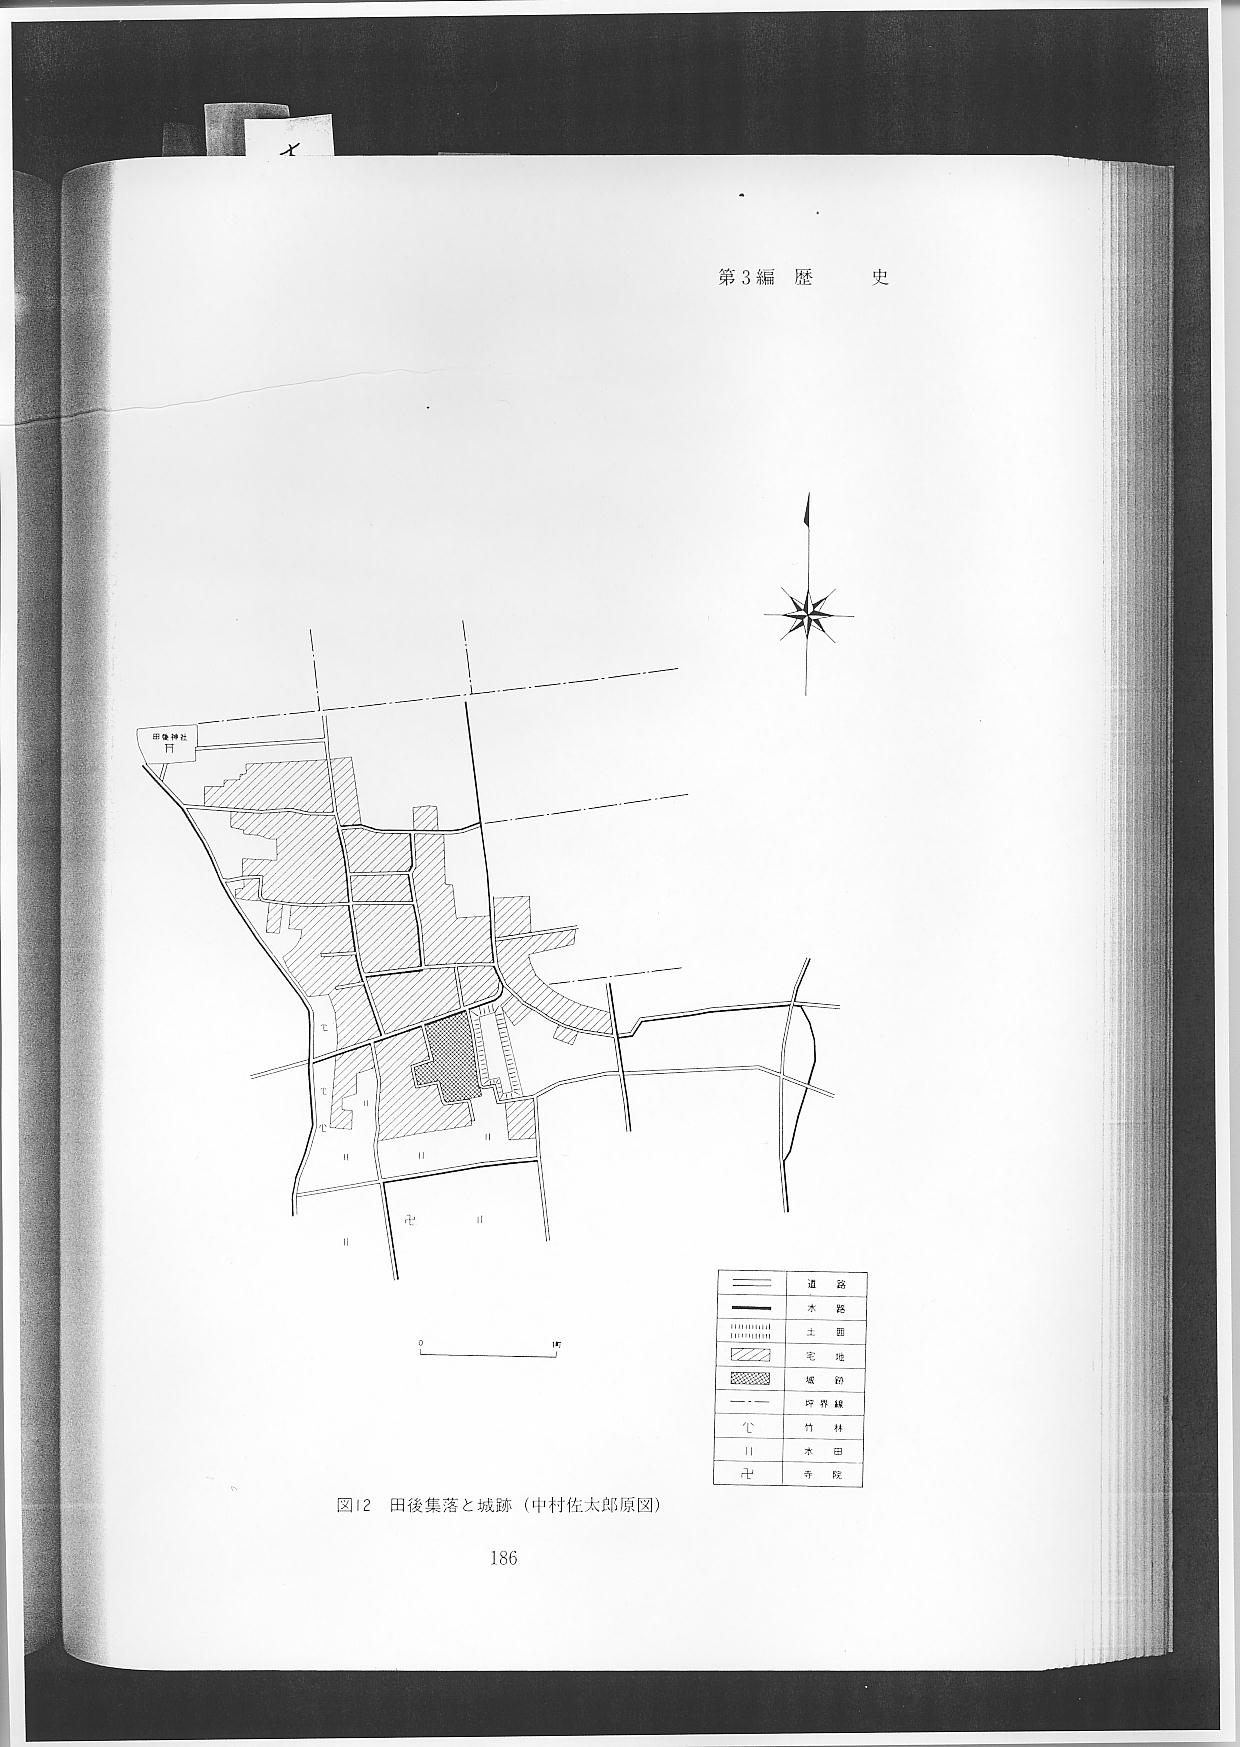 第3編 歴 史
田後神社
0 1町
道 路
水 路
土 囲
宅 地
城 跡
坪界線
竹 林
水 田
寺 院
図12 田後集落と城跡（中村佐太郎原図）
186